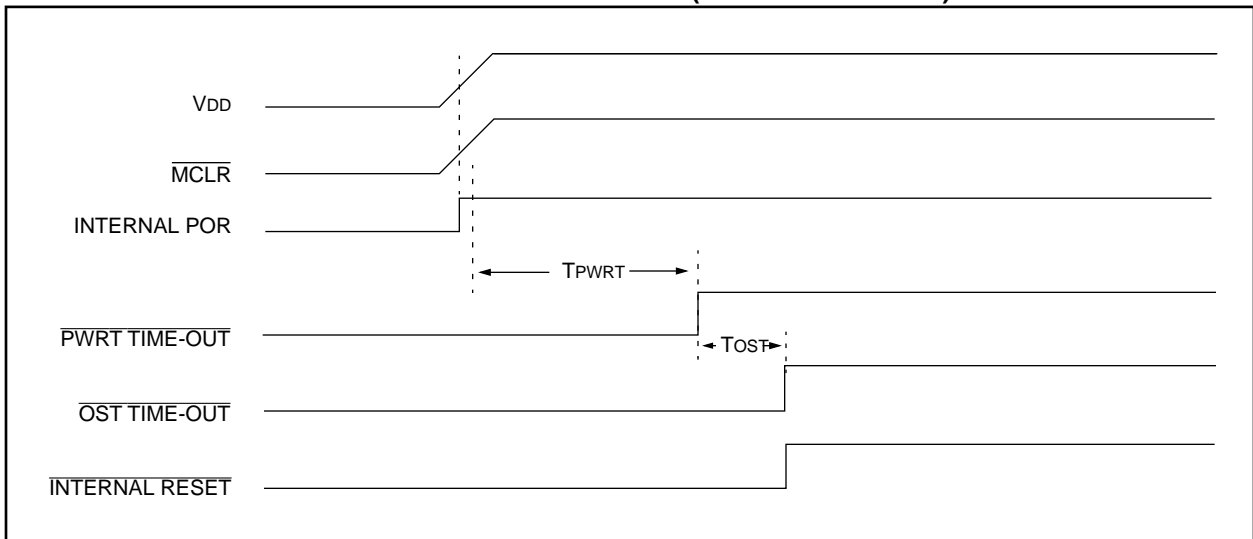 VDD
MCLR
INTERNAL POR
TPWRT
PWRT TIME-OUT
TOST
OST TIME-OUT
INTERNAL RESET